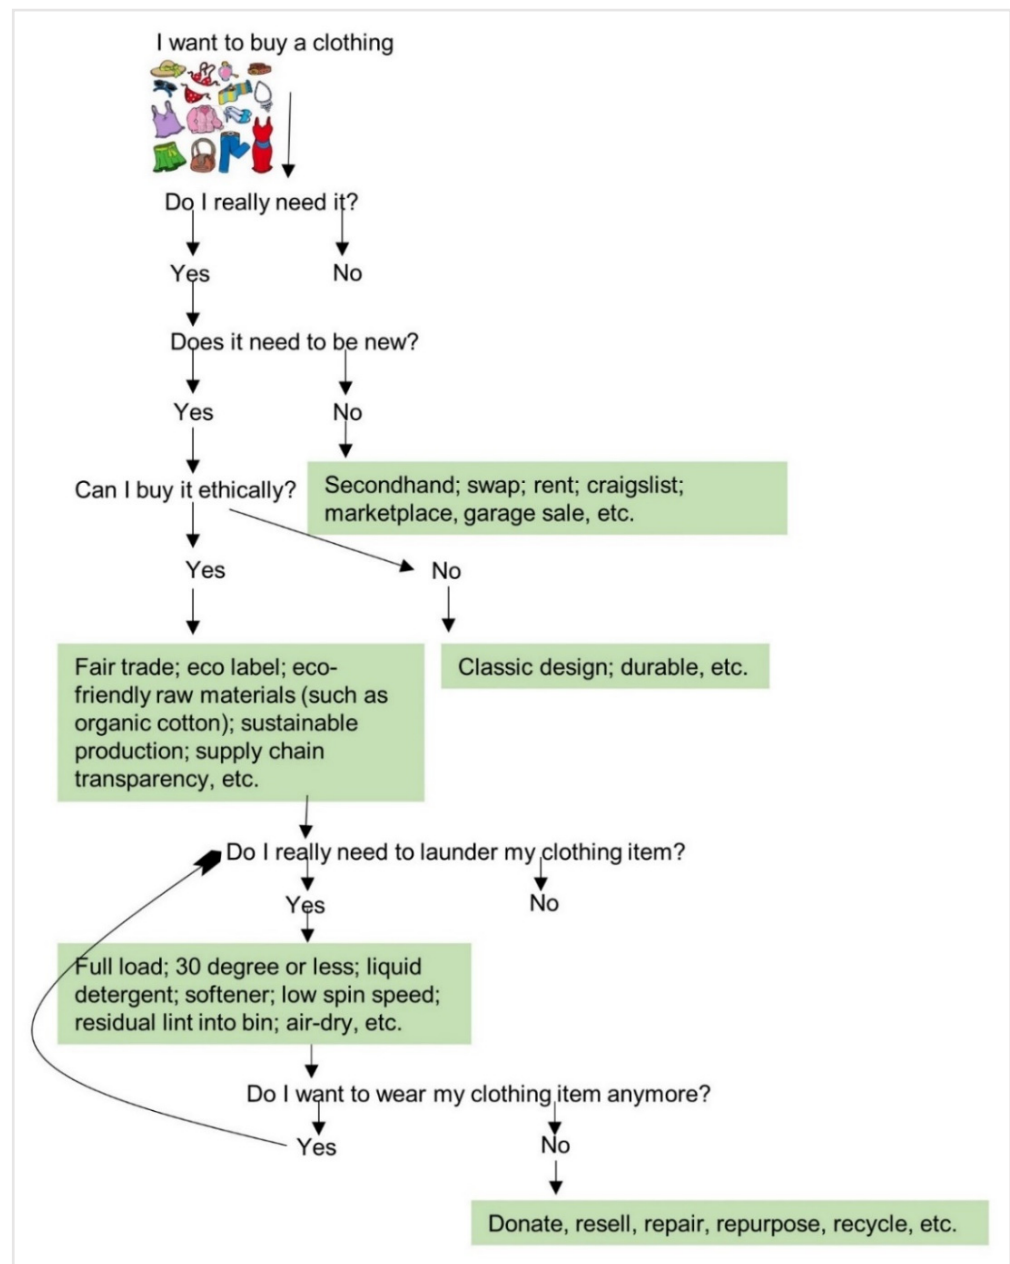 I want to buy a clothing
Do I really need it?
Yes
No
Does it need to be new?
Yes
No
Can I buy it ethically?
Secondhand; swap; rent; craigslist;
marketplace, garage sale, etc.
Yes
No
Fair trade; eco label; eco-
friendly raw materials (such as
organic cotton); sustainable
production; supply chain
transparency, etc.
Classic design; durable, etc.
Do I really need to launder my clothing item?
Yes
No
Full load; 30 degree or less; liquid
detergent; softener; low spin speed;
residual lint into bin; air-dry, etc.
Do I want to wear my clothing item anymore?
Yes
No
Donate, resell, repair, repurpose, recycle, etc.